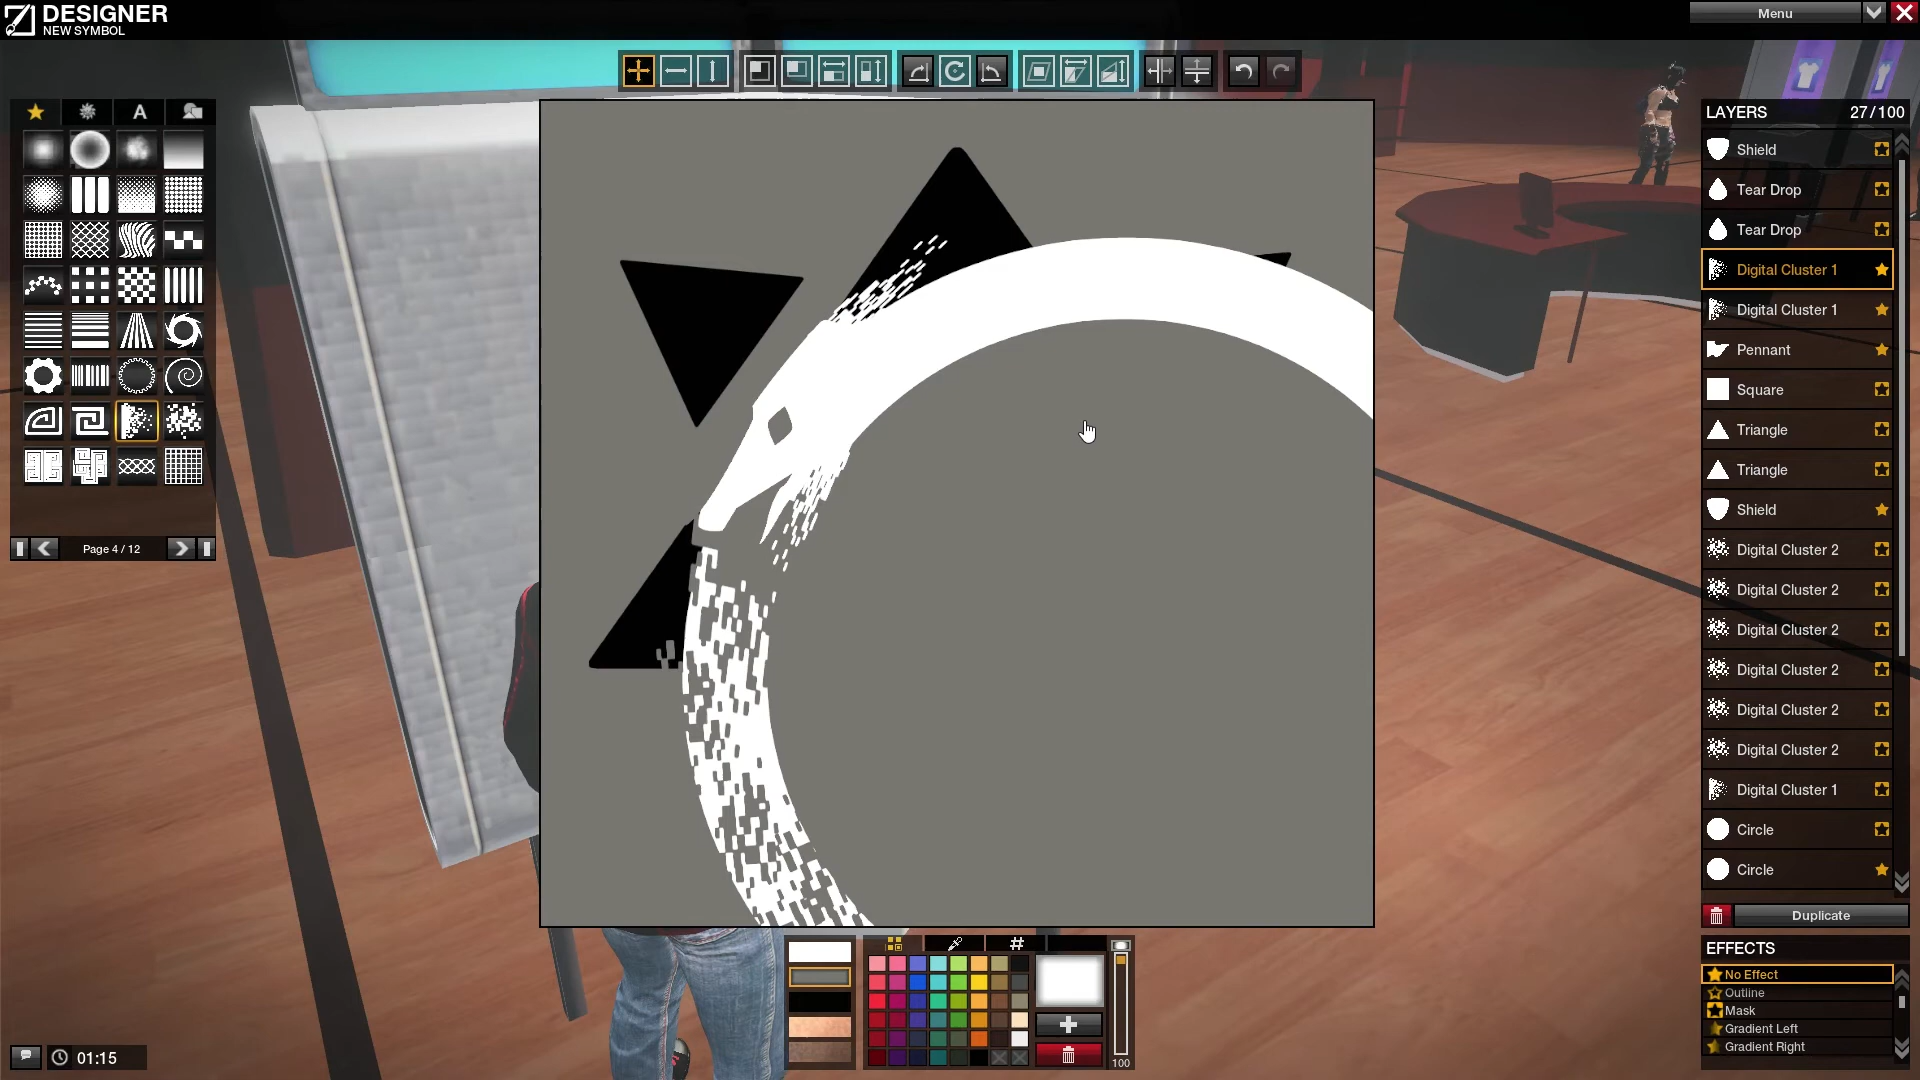 DESIGNER
NEW SYMBOL
Menu
A
Page 4 / 12
LAYERS 27/100
Shield
Tear Drop
Tear Drop
Digital Cluster 1
Digital Cluster 1
Pennant
Square
Triangle
Triangle
Shield
Digital Cluster 2
Digital Cluster 2
Digital Cluster 2
Digital Cluster 2
Digital Cluster 2
Digital Cluster 2
Digital Cluster 1
Circle
Circle
Duplicate
EFFECTS
No Effect
Outline
Mask
Gradient Left
Gradient Right
#
100
01:15